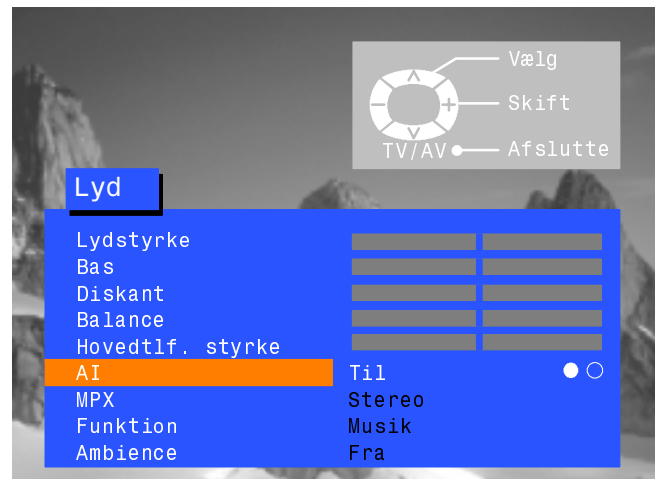 Vælg
Skift
TV/AV Afslutte
Lyd
Lydstyrke
Bas
Diskant
Balance
Hovedtlf. styrke
AI Til
MPX Stereo
Funktion Musik
Ambience Fra